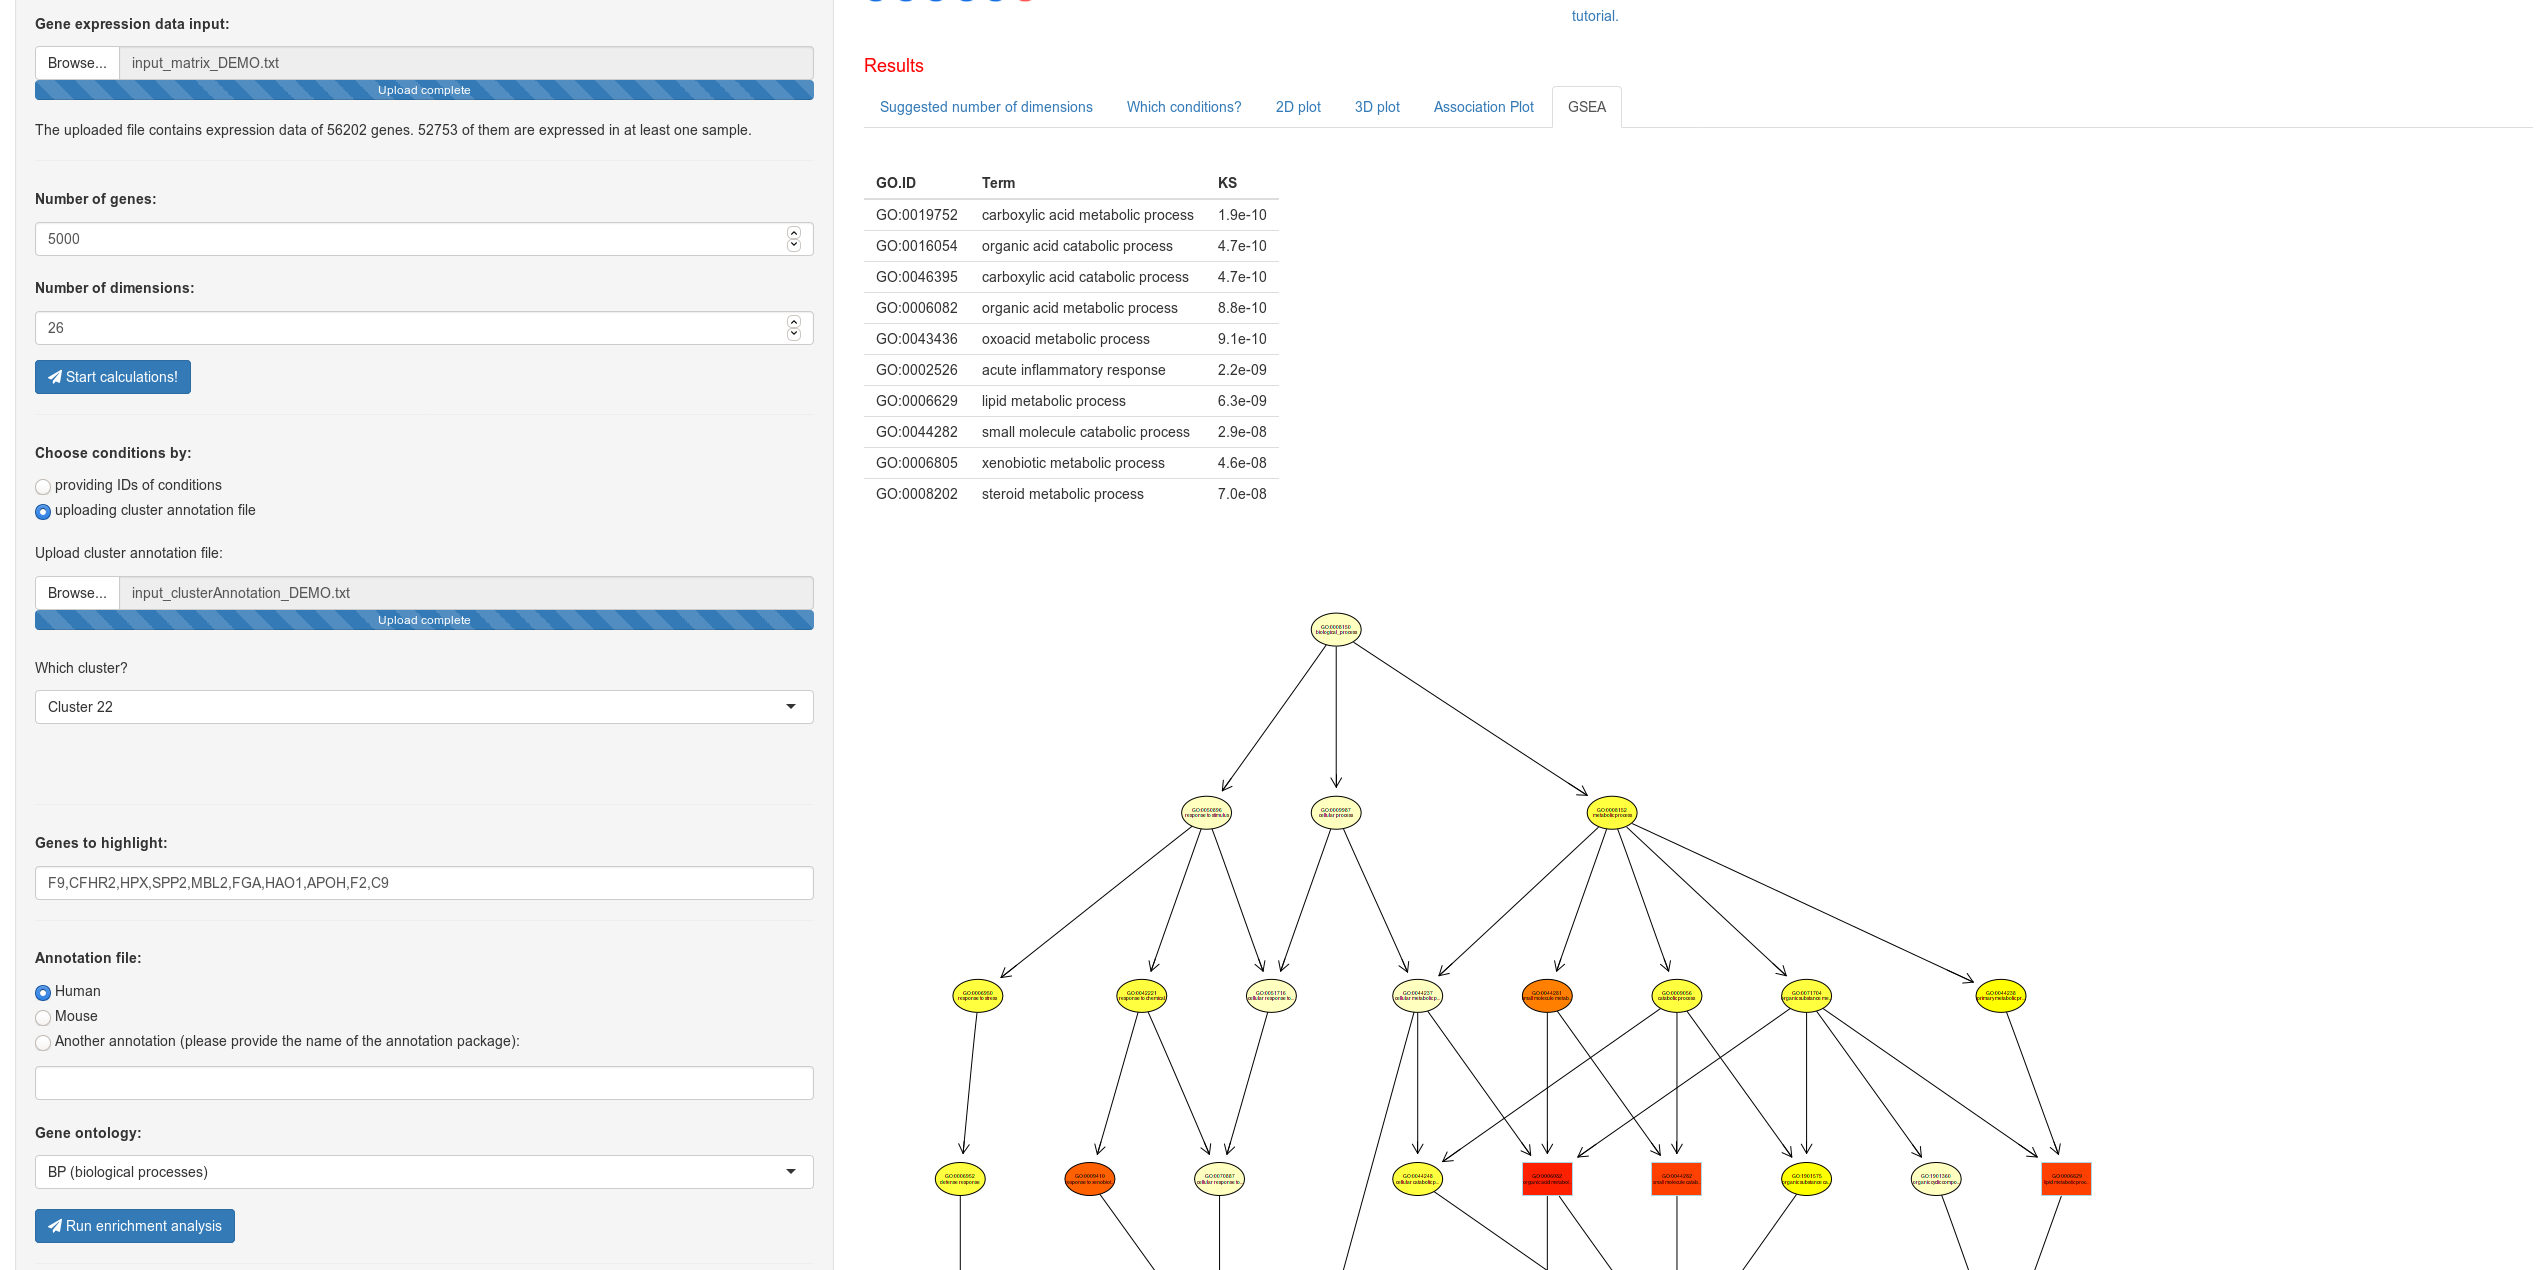 Gene expression data input:
Browse... input_matrix_DEMO.txt
Upload complete
The uploaded file contains expression data of 56202 genes. 52753 of them are expressed in at least one sample.
Number of genes:
5000
Number of dimensions:
26
Start calculations!
Choose conditions by:
providing IDs of conditions
uploading cluster annotation file
Upload cluster annotation file:
Browse... input_clusterAnnotation_DEMO.txt
Upload complete
Which cluster?
Cluster 22
Genes to highlight:
F9,CFHR2,HPX,SPP2,MBL2,FGA,HAO1,APOH,F2,C9
Annotation file:
Human
Mouse
Another annotation (please provide the name of the annotation package):
Gene ontology:
BP (biological processes)
Run enrichment analysis
tutorial.
Results
Suggested number of dimensions Which conditions? 2D plot 3D plot Association Plot GSEA
GO.ID Term KS
GO:0019752 carboxylic acid metabolic process 1.9e-10
GO:0016054 organic acid catabolic process 4.7e-10
GO:0046395 carboxylic acid catabolic process 4.7e-10
GO:0006082 organic acid metabolic process 8.8e-10
GO:0043436 oxoacid metabolic process 9.1e-10
GO:0002526 acute inflammatory response 2.2e-09
GO:0006629 lipid metabolic process 6.3e-09
GO:0044282 small molecule catabolic process 2.9e-08
GO:0006805 xenobiotic metabolic process 4.6e-08
GO:0008202 steroid metabolic process 7.0e-08
GO:0008150
biological_process
GO:0050896
response to stimulus
GO:0009987
cellular process
GO:0008152
metabolic process
GO:0006950
response to stress
GO:0042221
response to chemical
GO:0051716
cellular response to...
GO:0044237
cellular metabolic p...
GO:0044281
small molecule metab...
GO:0009056
catabolic process
GO:0071704
organic substance me...
GO:0044238
primary metabolic pr...
GO:0006952
defense response
GO:0009410
response to xenobiot...
GO:0070887
cellular response to...
GO:0044248
cellular catabolic p...
GO:0006082
organic acid metabol...
GO:0044282
small molecule catab...
GO:1901575
organic substance ca...
GO:1901360
organic cyclic compo...
GO:0006629
lipid metabolic proc...